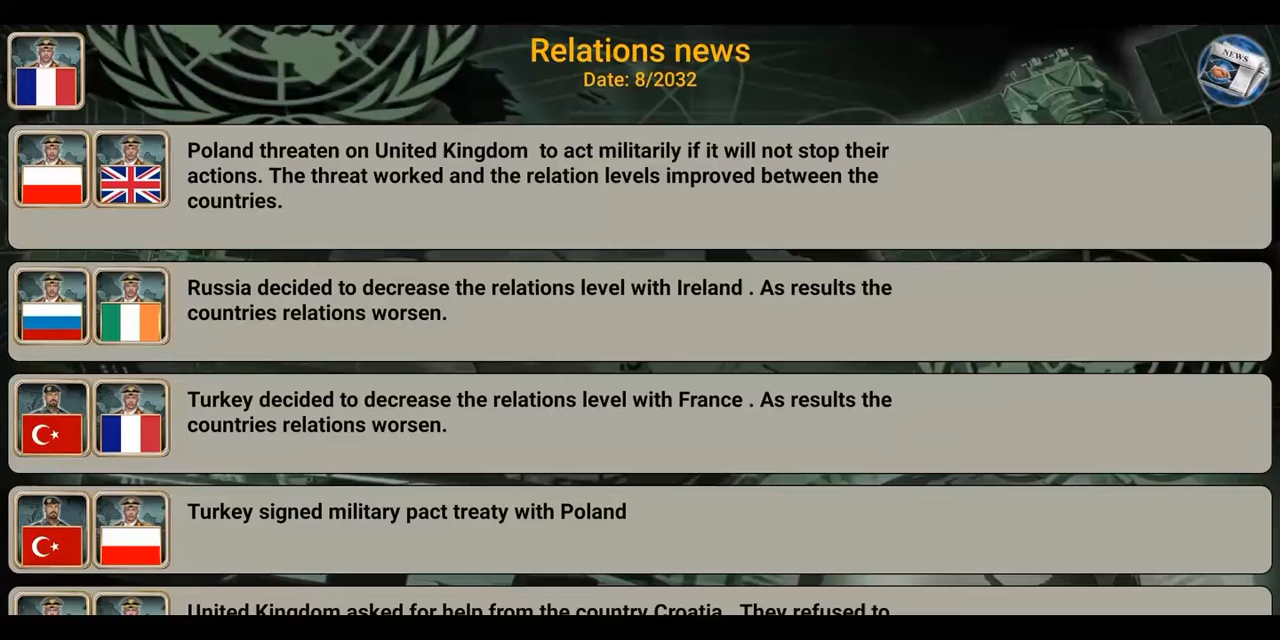 Relations news
Date: 8/2032
NEWS
Poland threaten on United Kingdom  to act militarily if it will not stop their
actions. The threat worked and the relation levels improved between the
countries.
Russia decided to decrease the relations level with Ireland . As results the
countries relations worsen.
Turkey decided to decrease the relations level with France . As results the
countries relations worsen.
Turkey signed military pact treaty with Poland
United Kingdom asked for help from the country Croatia . They refused to